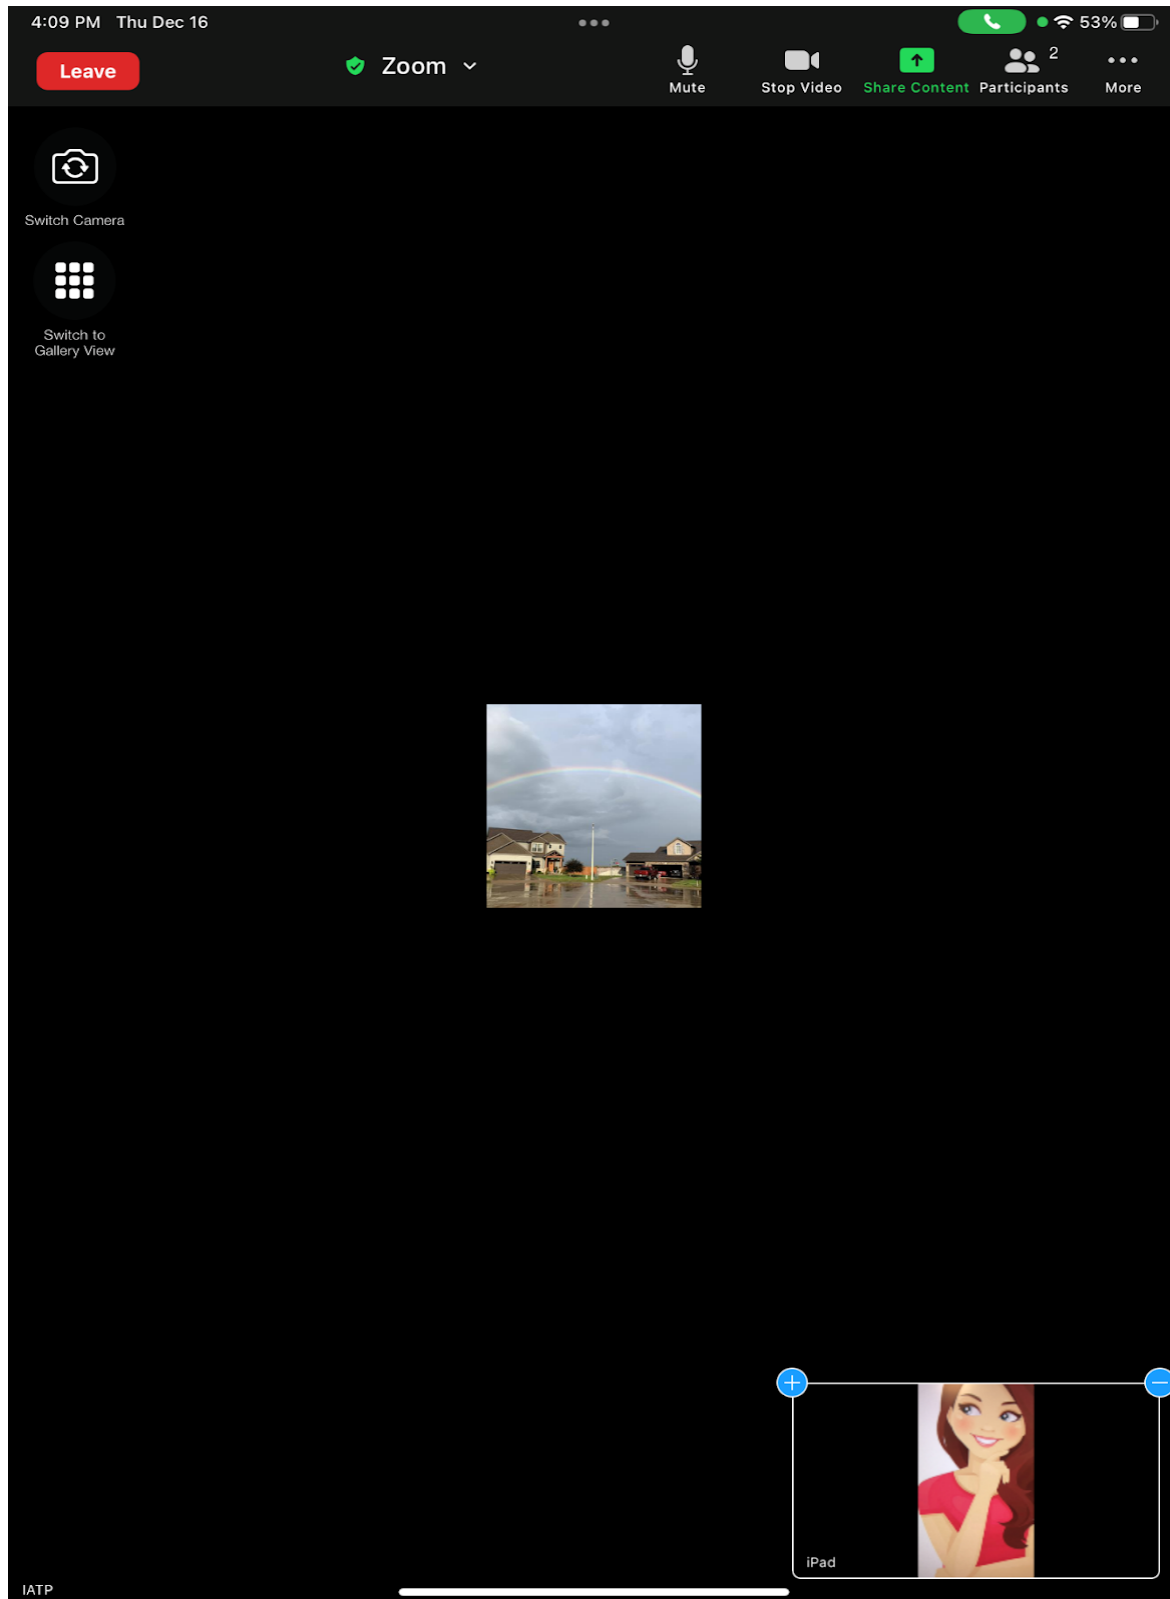 4:09 PM Thu Dec 16
53%
Leave
Zoom
Mute
Stop Video
Share Content
Participants
2
More
Switch Camera
Switch to
Gallery View
iPad
IATP